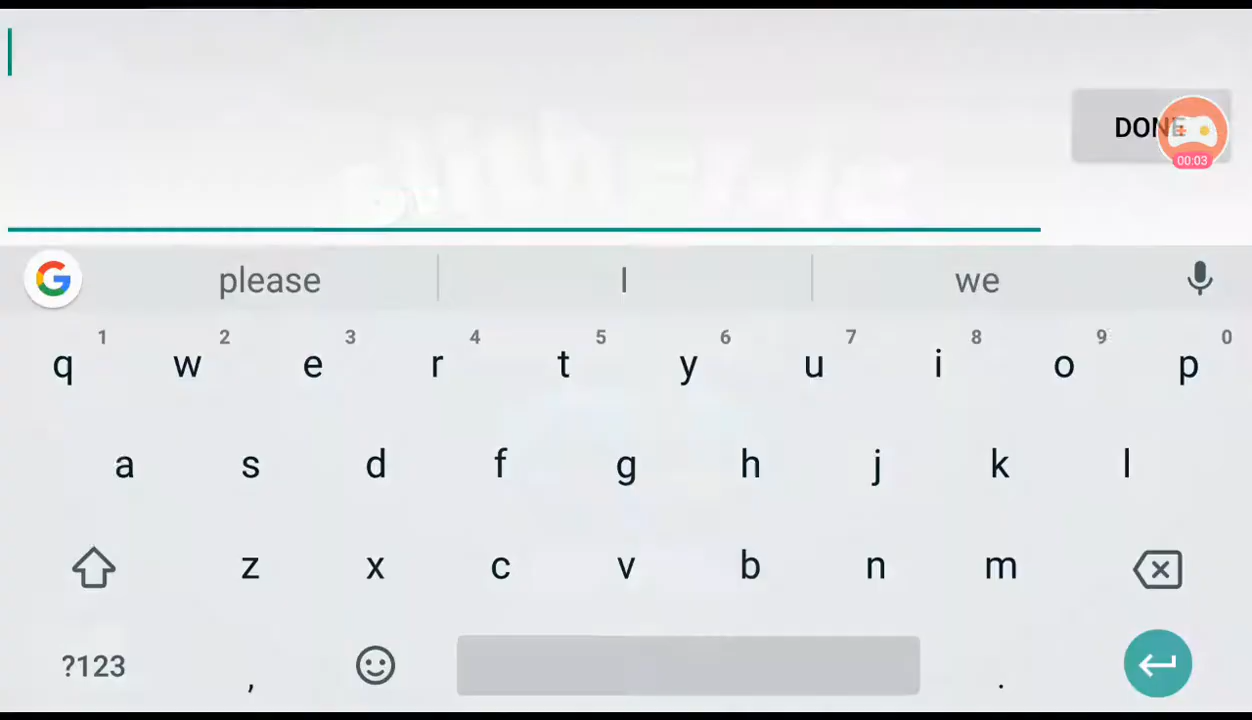 DONE
00:03
G please I we
1 2 3 4 5 6 7 8 9 0
q w e r t y u i o p
a s d f g h j k l
z x c v b n m
?123 , .